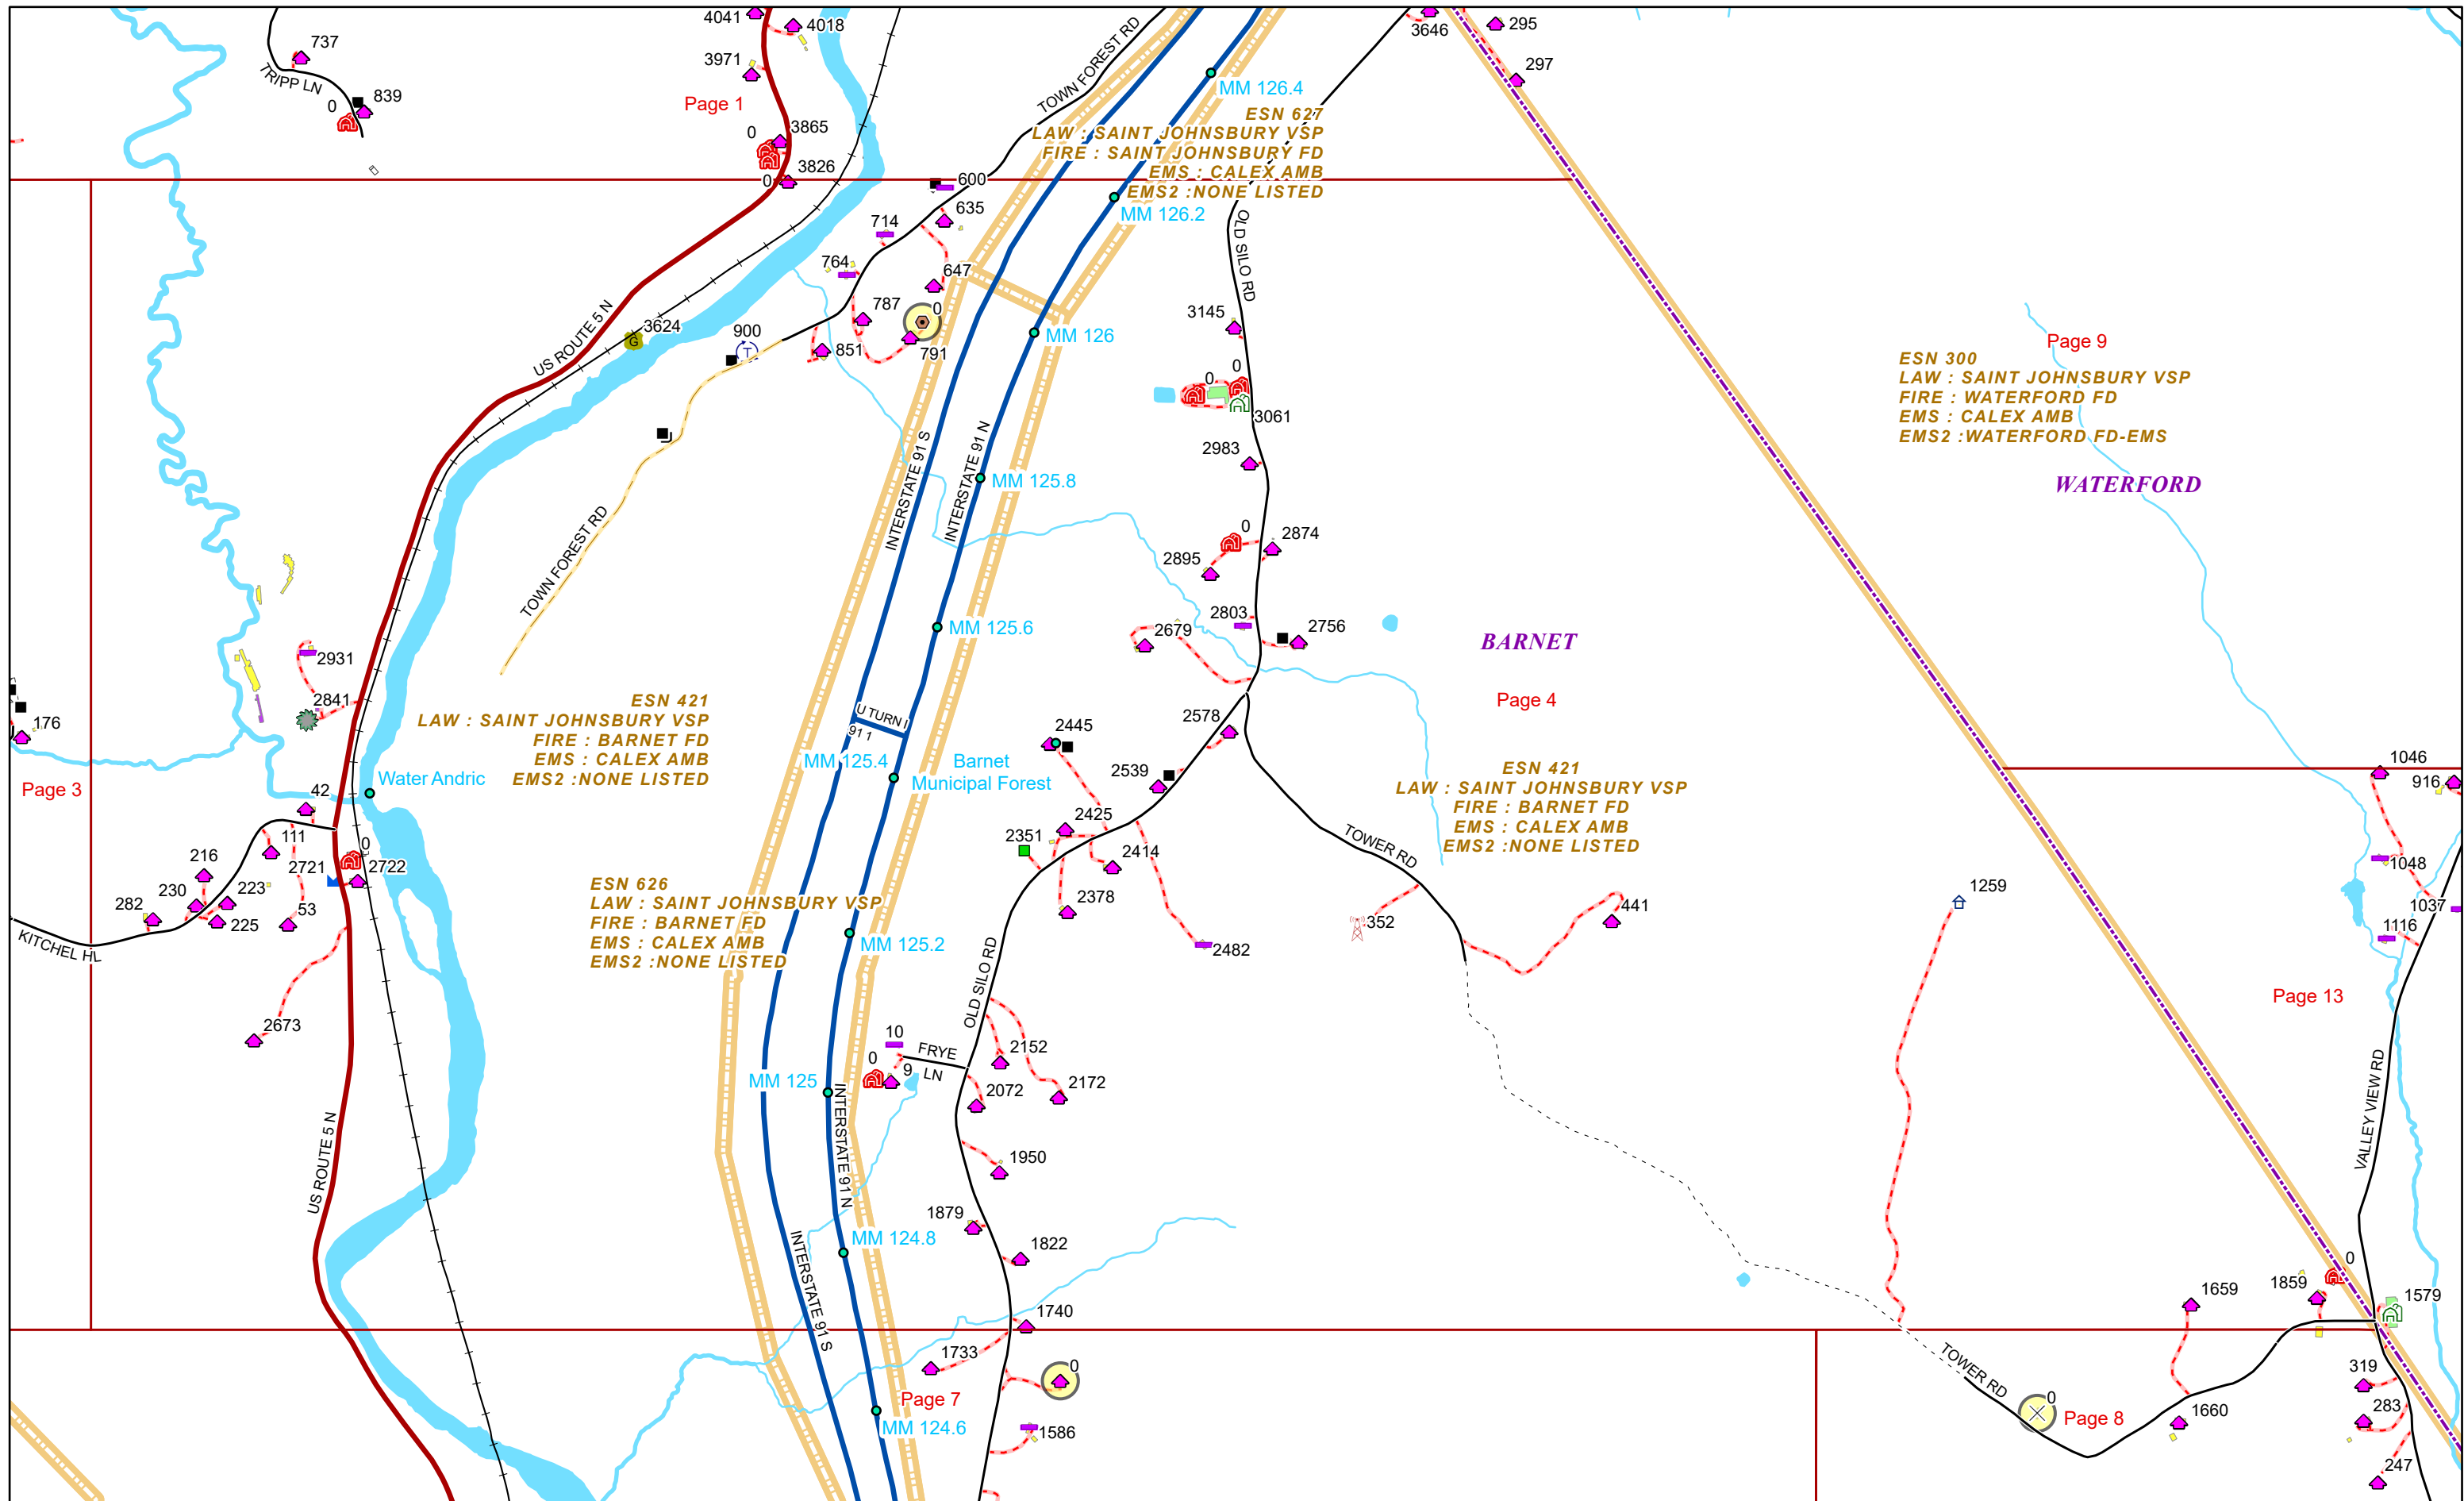 4041
4018
737
3971
TRIPP LN
0
839
Page 1
0
3865
3826
0
TOWN FOREST RD
3646
295
297
MM 126.4
ESN 627
LAW : SAINT JOHNSBURY VSP
FIRE : SAINT JOHNSBURY FD
EMS : CALEX AMB
EMS2 :NONE LISTED
MM 126.2
600
635
714
764
647
787
0
791
851
900
3624
US ROUTE 5 N
MM 126
OLD SILO RD
3145
0
0
3061
2983
Page 9
ESN 300
LAW : SAINT JOHNSBURY VSP
FIRE : WATERFORD FD
EMS : CALEX AMB
EMS2 :WATERFORD FD-EMS
WATERFORD
INTERSTATE 91 S
INTERSTATE 91 N
MM 125.8
TOWN FOREST RD
0
2874
2895
2803
2756
2679
MM 125.6
BARNET
Page 4
2931
2841
176
Page 3
ESN 421
LAW : SAINT JOHNSBURY VSP
FIRE : BARNET FD
EMS : CALEX AMB
EMS2 :NONE LISTED
U TURN I
91 1
2445
2578
MM 125.4
Barnet
Municipal Forest
2539
Water Andric
ESN 421
LAW : SAINT JOHNSBURY VSP
FIRE : BARNET FD
EMS : CALEX AMB
EMS2 :NONE LISTED
1046
916
42
111
0
2721
2722
216
230
223
282
225
53
KITCHEL HL
2425
2351
2414
2378
2482
TOWER RD
352
441
1259
1048
1037
1116
ESN 626
LAW : SAINT JOHNSBURY VSP
FIRE : BARNET FD
EMS : CALEX AMB
EMS2 :NONE LISTED
MM 125.2
OLD SILO RD
Page 13
2673
10
0
9
FRYE
LN
2152
2072
2172
MM 125
INTERSTATE 91 N
US ROUTE 5 N
VALLEY VIEW RD
1950
1879
1822
MM 124.8
INTERSTATE 91 S
1740
1733
0
Page 7
MM 124.6
1586
0
1859
1579
1659
TOWER RD
0
Page 8
1660
319
283
247
G
T